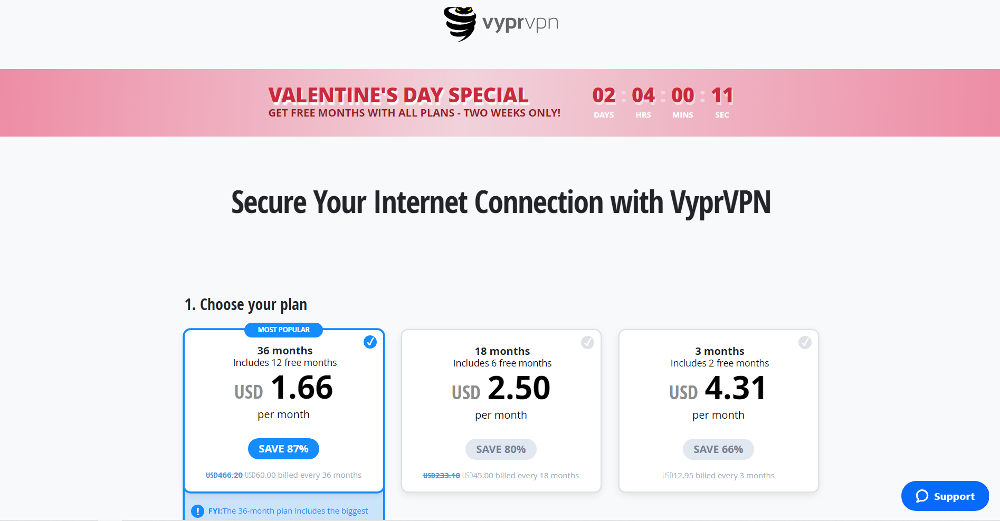 vyprvpn
VALENTINE'S DAY SPECIAL
GET FREE MONTHS WITH ALL PLANS - TWO WEEKS ONLY!
02 : 04 : 00 : 11
DAYS HRS MINS SEC
Secure Your Internet Connection with VyprVPN
1. Choose your plan
MOST POPULAR
36 months
Includes 12 free months
USD 1.66
per month
SAVE 87%
USD466.20 USD60.00 billed every 36 months
FYI:The 36-month plan includes the biggest
18 months
Includes 6 free months
USD 2.50
per month
SAVE 80%
USD233.10 USD45.00 billed every 18 months
3 months
Includes 2 free months
USD 4.31
per month
SAVE 66%
USD12.95 billed every 3 months
Support